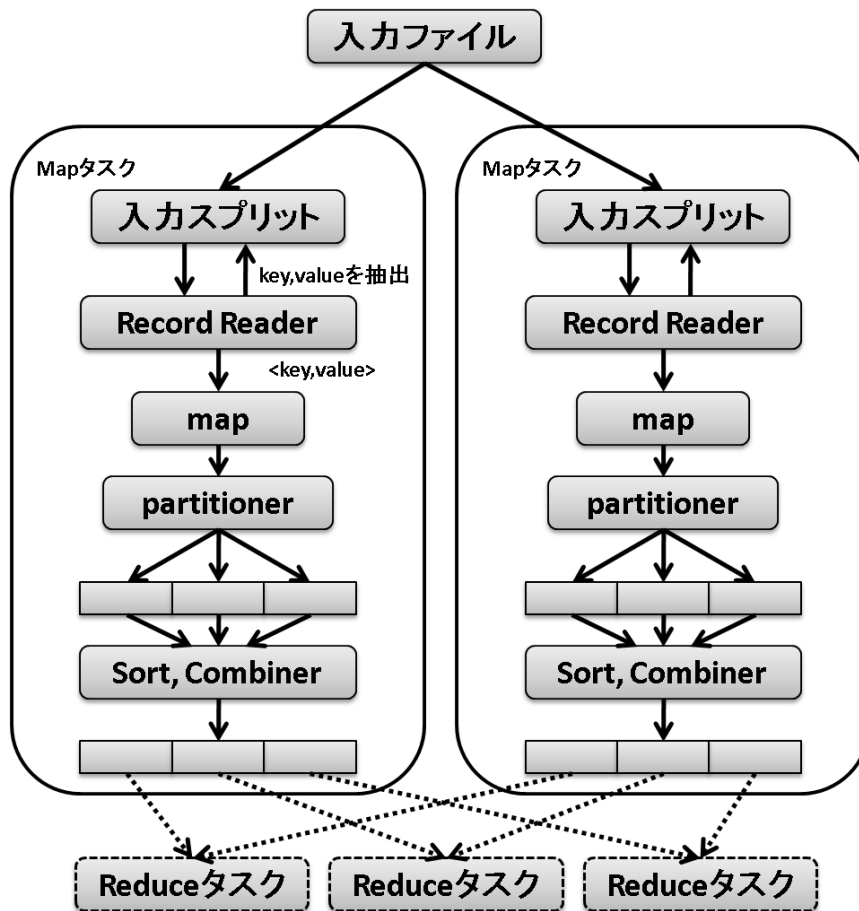 入力ファイル
Mapタスク
入力スプリット
key,valueを抽出
Record Reader
<key,value>
map
partitioner
Sort, Combiner
Mapタスク
入力スプリット
Record Reader
map
partitioner
Sort, Combiner
Reduceタスク
Reduceタスク
Reduceタスク